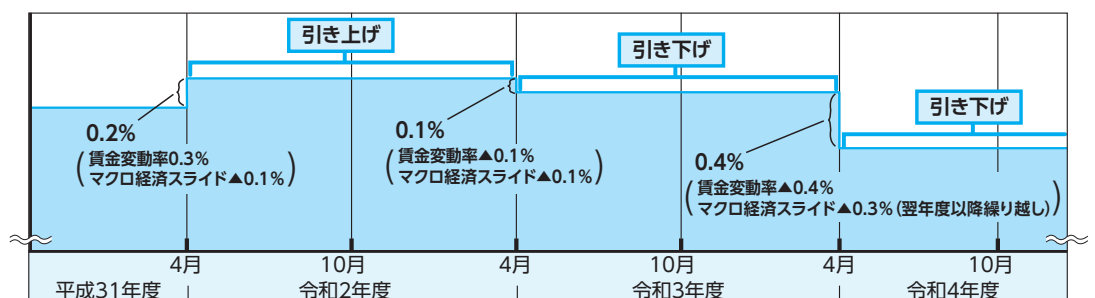 引き上げ
引き下げ
引き下げ
0.2%
賃金変動率0.3%
マクロ経済スライド▲0.1%
0.1%
賃金変動率▲0.1%
マクロ経済スライド▲0.1%
0.4%
賃金変動率▲0.4%
マクロ経済スライド▲0.3%(翌年度以降繰り越し)
4月 10月 4月 10月 4月 10月
平成31年度 令和2年度 令和3年度 令和4年度